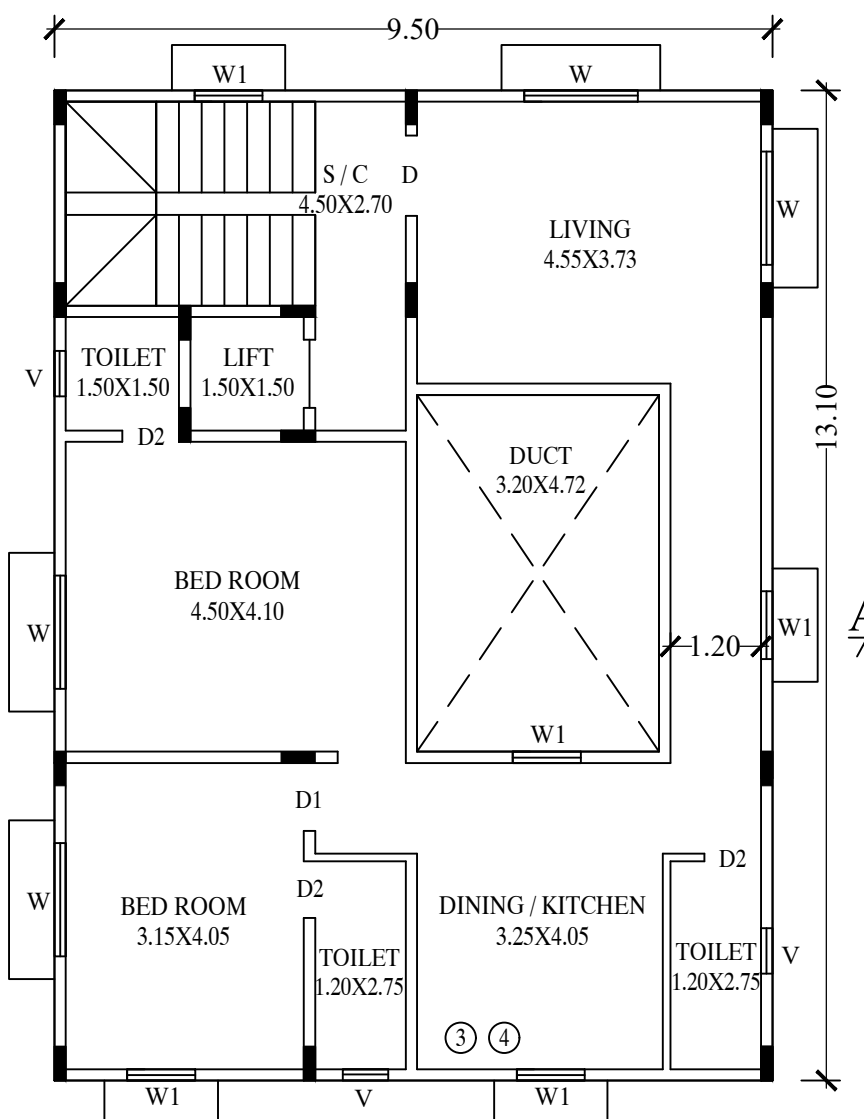 9.50
W1
W
S / C
4.50X2.70
D
W
LIVING
4.55X3.73
TOILET
1.50X1.50
LIFT
1.50X1.50
V
D2
13.10
DUCT
3.20X4.72
BED ROOM
4.50X4.10
W
1.20
W1
A
W1
D1
D2
D2
BED ROOM
3.15X4.05
W
DINING / KITCHEN
3.25X4.05
TOILET
1.20X2.75
TOILET
1.20X2.75
V
3
4
W1
V
W1